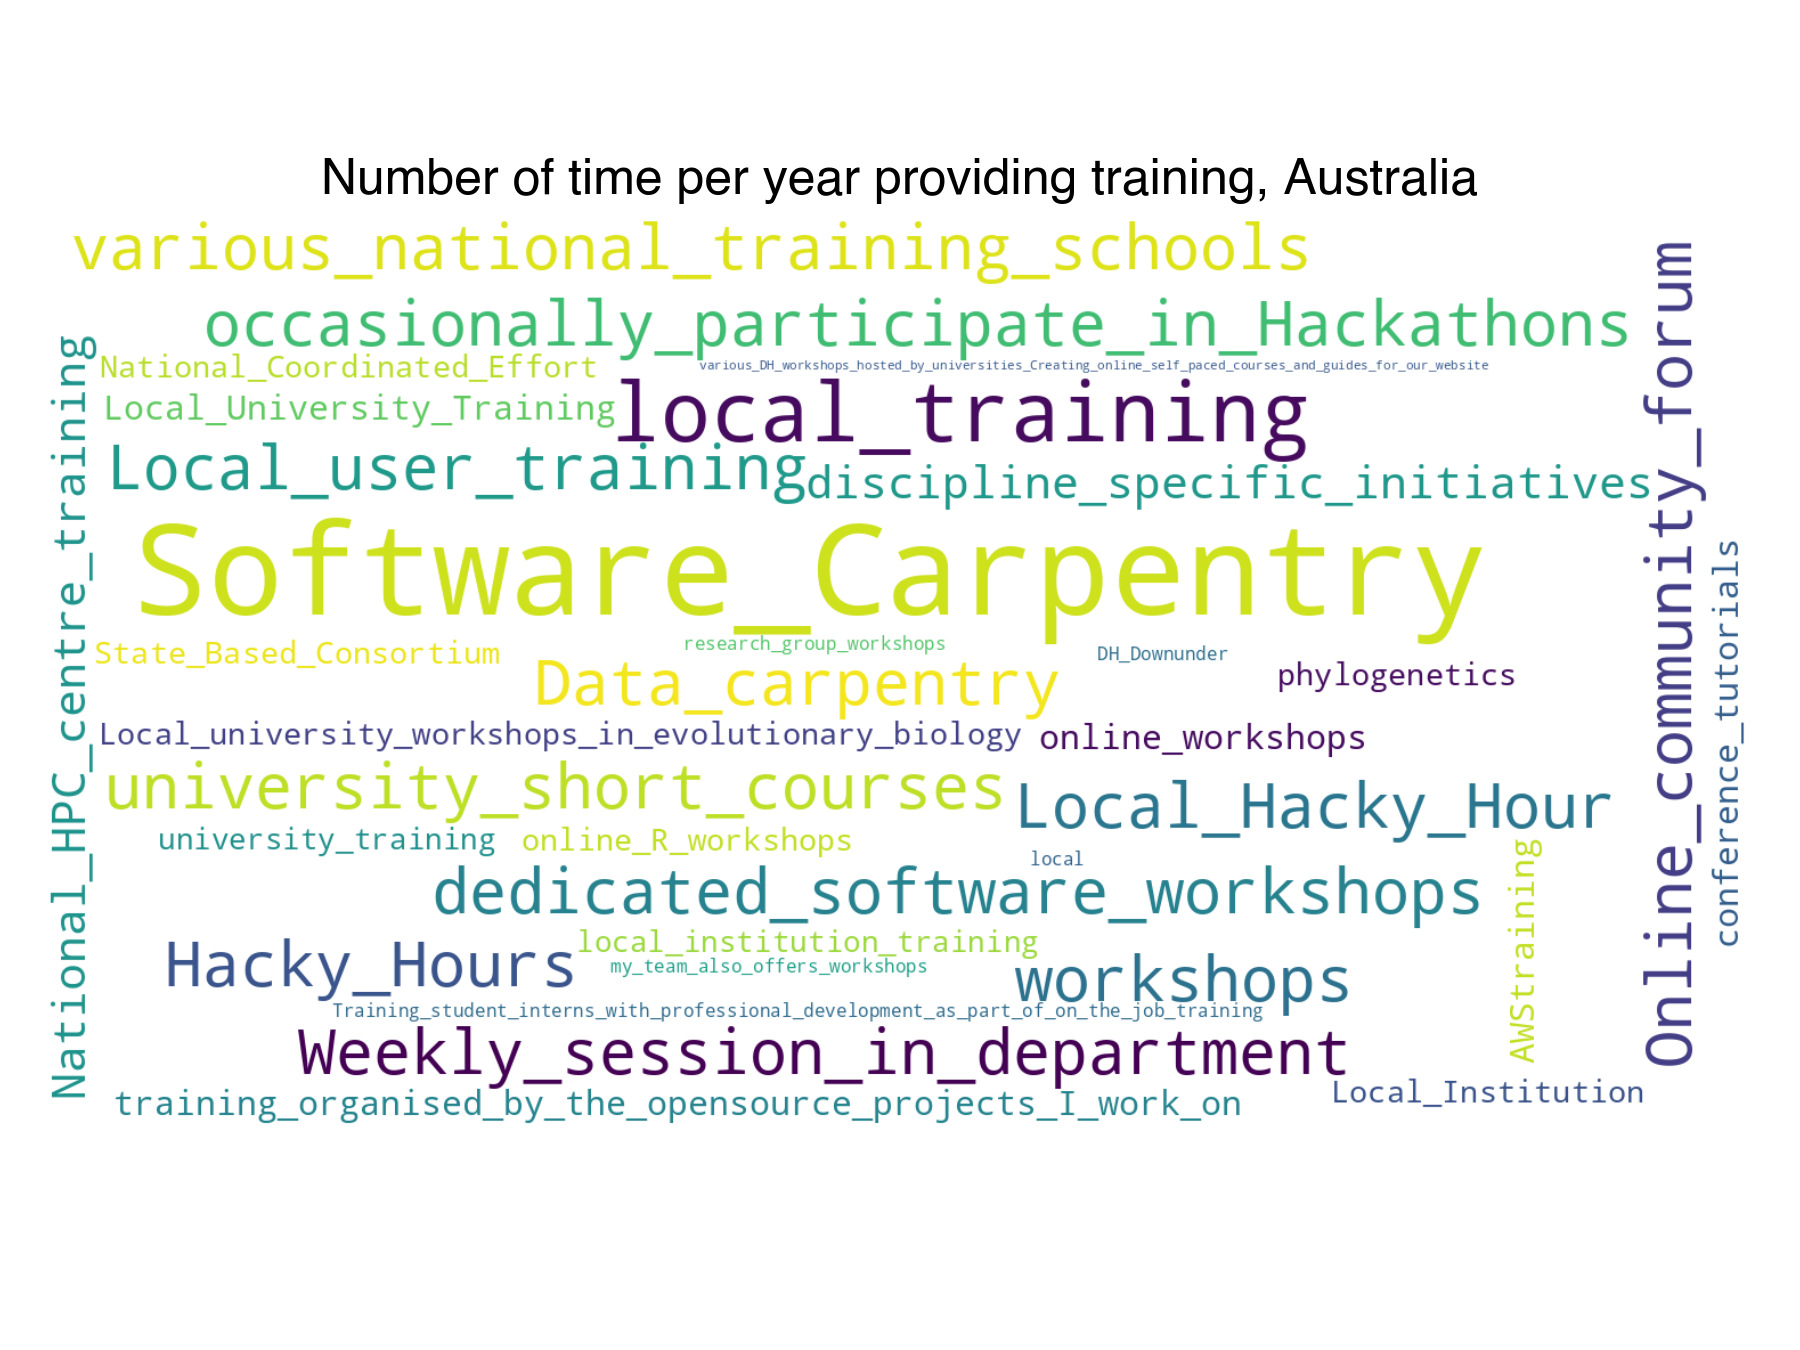 Number of time per year providing training, Australia
various_national_training_schools
occasionally_participate_in_Hackathons
National_Coordinated_Effort
various_DH_workshops_hosted_by_universities_Creating_online_self_paced_courses_and_guides_for_our_website
Local_University_Training
local_training
Local_user_training
discipline_specific_initiatives
Software_Carpentry
State_Based_Consortium
research_group_workshops
DH_Downunder
Data_carpentry
phylogenetics
Local_university_workshops_in_evolutionary_biology
online_workshops
university_short_courses
Local_Hacky_Hour
university_training
online_R_workshops
local
dedicated_software_workshops
Hacky_Hours
local_institution_training
my_team_also_offers_workshops
workshops
Training_student_interns_with_professional_development_as_part_of_on_the_job_training
Weekly_session_in_department
training_organised_by_the_opensource_projects_I_work_on
Local_Institution
National_HPC_centre_training
AWStraining
Online_community_forum
conference_tutorials